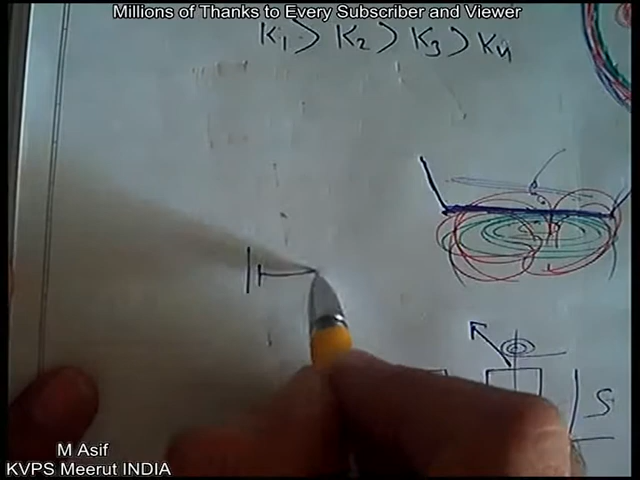 Millions of Thanks to Every Subscriber and Viewer
K1 > K2 > K3 > K4
S
M Asif
KVPS Meerut INDIA